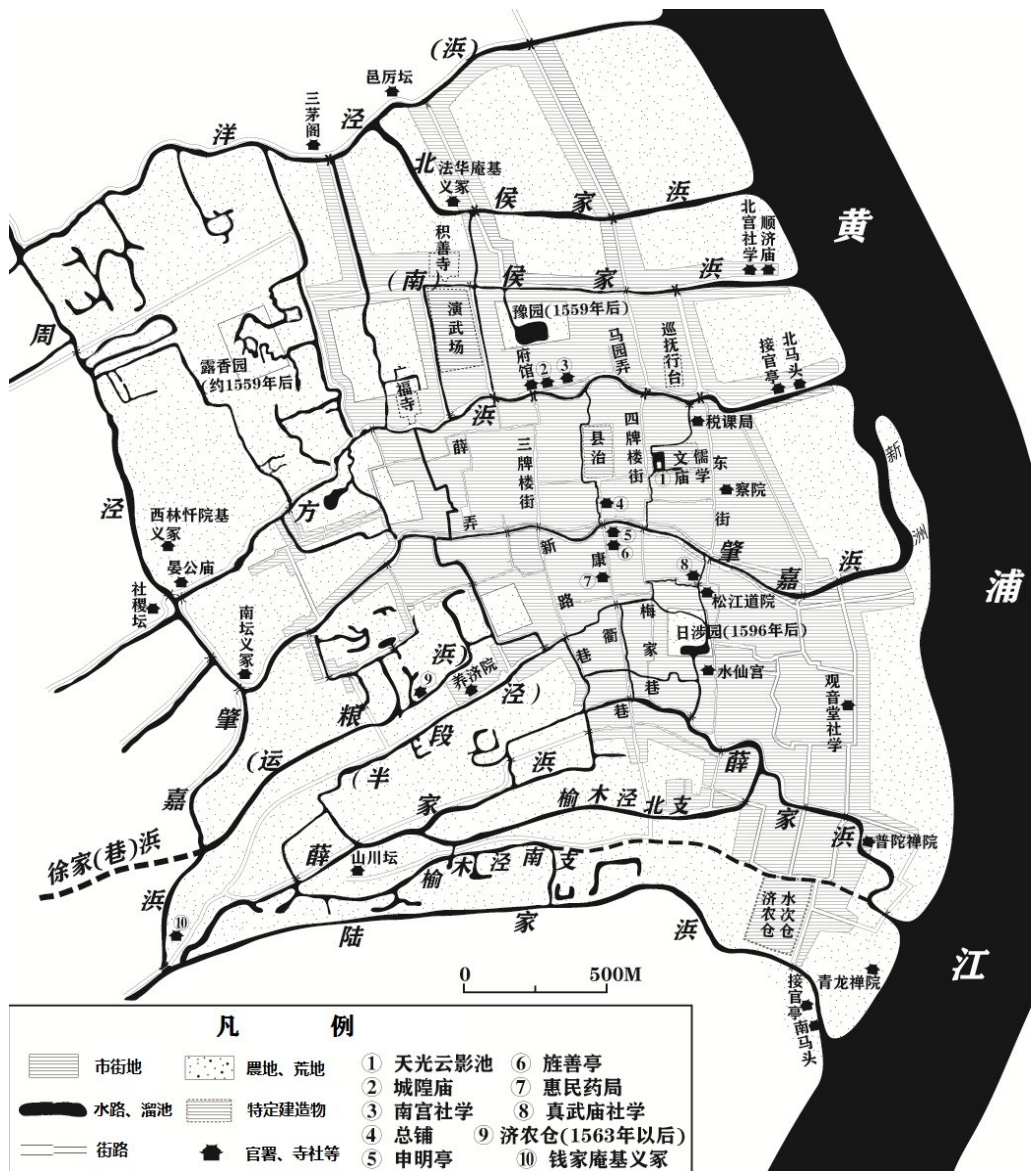 (浜)
邑厉坛
三茅阁
洋
泾
北
法华庵基
义冢
侯家浜
北宫社学
顺济庙
黄
积善寺
(南)侯家浜
周
演武场
豫园(1559年后)
马园弄
巡抚行台
接官亭
北马头
露香园
(约1559年后)
广福寺
府馆
②
③
浜
税课局
薛
弄
三牌楼街
县治
四牌楼街
文庙
儒学
1
东
街
新
洲
察院
方
泾
④
西林忏院基
义冢
晏公庙
社稷坛
⑤
⑥
新
路
康
衢
巷
⑦
⑧
肇嘉浜
浦
松江道院
南坛义冢
梅家巷
日涉园(1596年后)
巷
水仙宫
观音堂社学
浜)
养济院
⑨
泾)
粮
段
(运
(半
肇
嘉
浜
浜
家
薛
榆木泾北支
薛家浜
普陀禅院
徐家(巷)浜
山川坛
榆木泾南支
济农仓
水次仓
⑩
陆家浜
江
青龙禅院
接官亭
南马头
0 500M
凡 例
市街地
農地、荒地
水路、溜池
特定建造物
街路
官署、寺社等
① 天光云影池
② 城隍庙
③ 南宫社学
④ 总铺
⑤ 申明亭
⑥ 旌善亭
⑦ 惠民药局
⑧ 真武庙社学
⑨ 济农仓(1563年以后)
⑩ 钱家庵基义冢